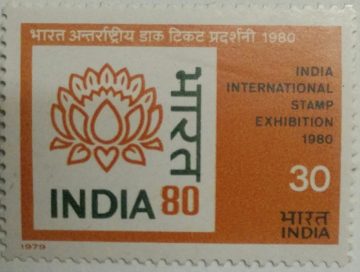 भारत अन्तर्राष्ट्रीय डाक टिकट प्रदर्शनी 1980
INDIA
INTERNATIONAL
STAMP
EXHIBITION
1980
भारत
INDIA 80
30
भारत
INDIA
1979